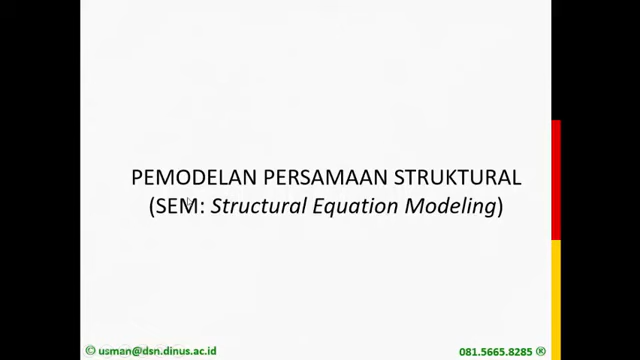 PEMODELAN PERSAMAAN STRUKTURAL
(SEM: Structural Equation Modeling)
© usman@dsn.dinus.ac.id
081.5665.8285 ®